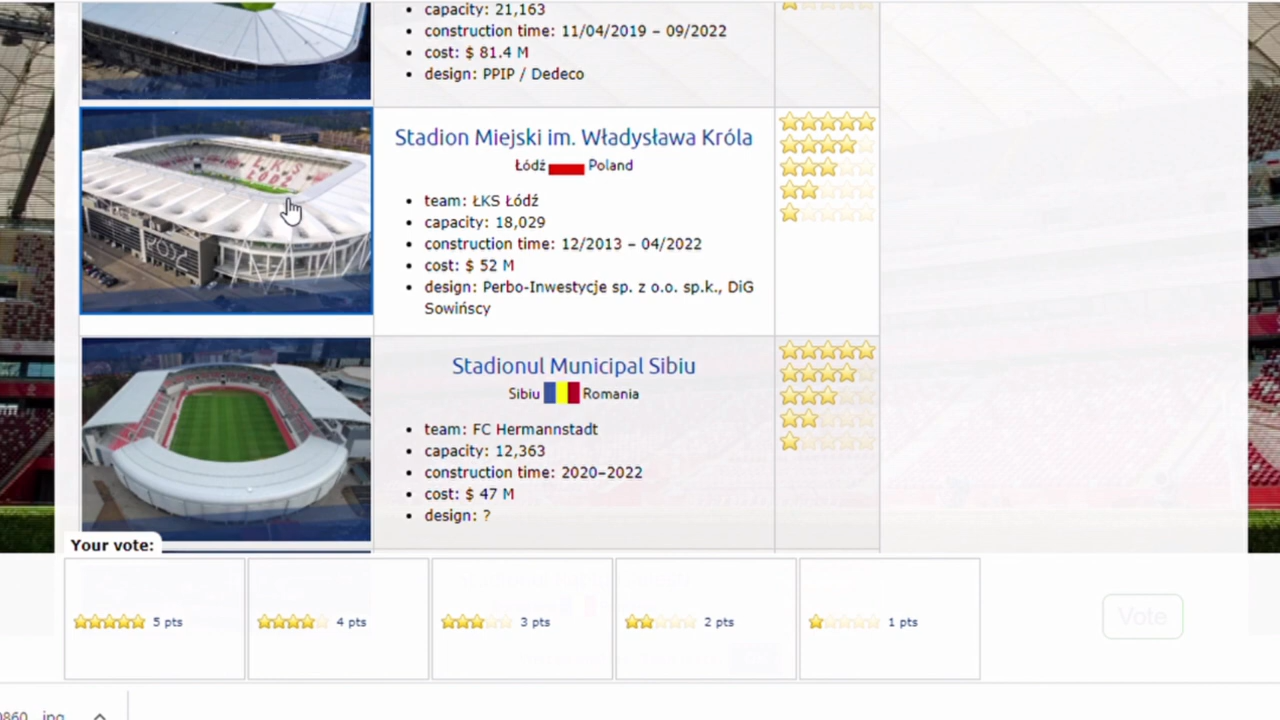 capacity: 21,163
construction time: 11/04/2019 – 09/2022
cost: $ 81.4 M
design: PPIP / Dedeco
Stadion Miejski im. Władysława Króla
Łódź Poland
team: ŁKS Łódź
capacity: 18,029
construction time: 12/2013 – 04/2022
cost: $ 52 M
design: Perbo-Inwestycje sp. z o.o. sp.k., DiG
Sowińscy
ŁKS
ŁÓDŹ
Stadionul Municipal Sibiu
Sibiu Romania
team: FC Hermannstadt
capacity: 12,363
construction time: 2020–2022
cost: $ 47 M
design: ?
Your vote:
5 pts
4 pts
3 pts
2 pts
1 pts
Vote